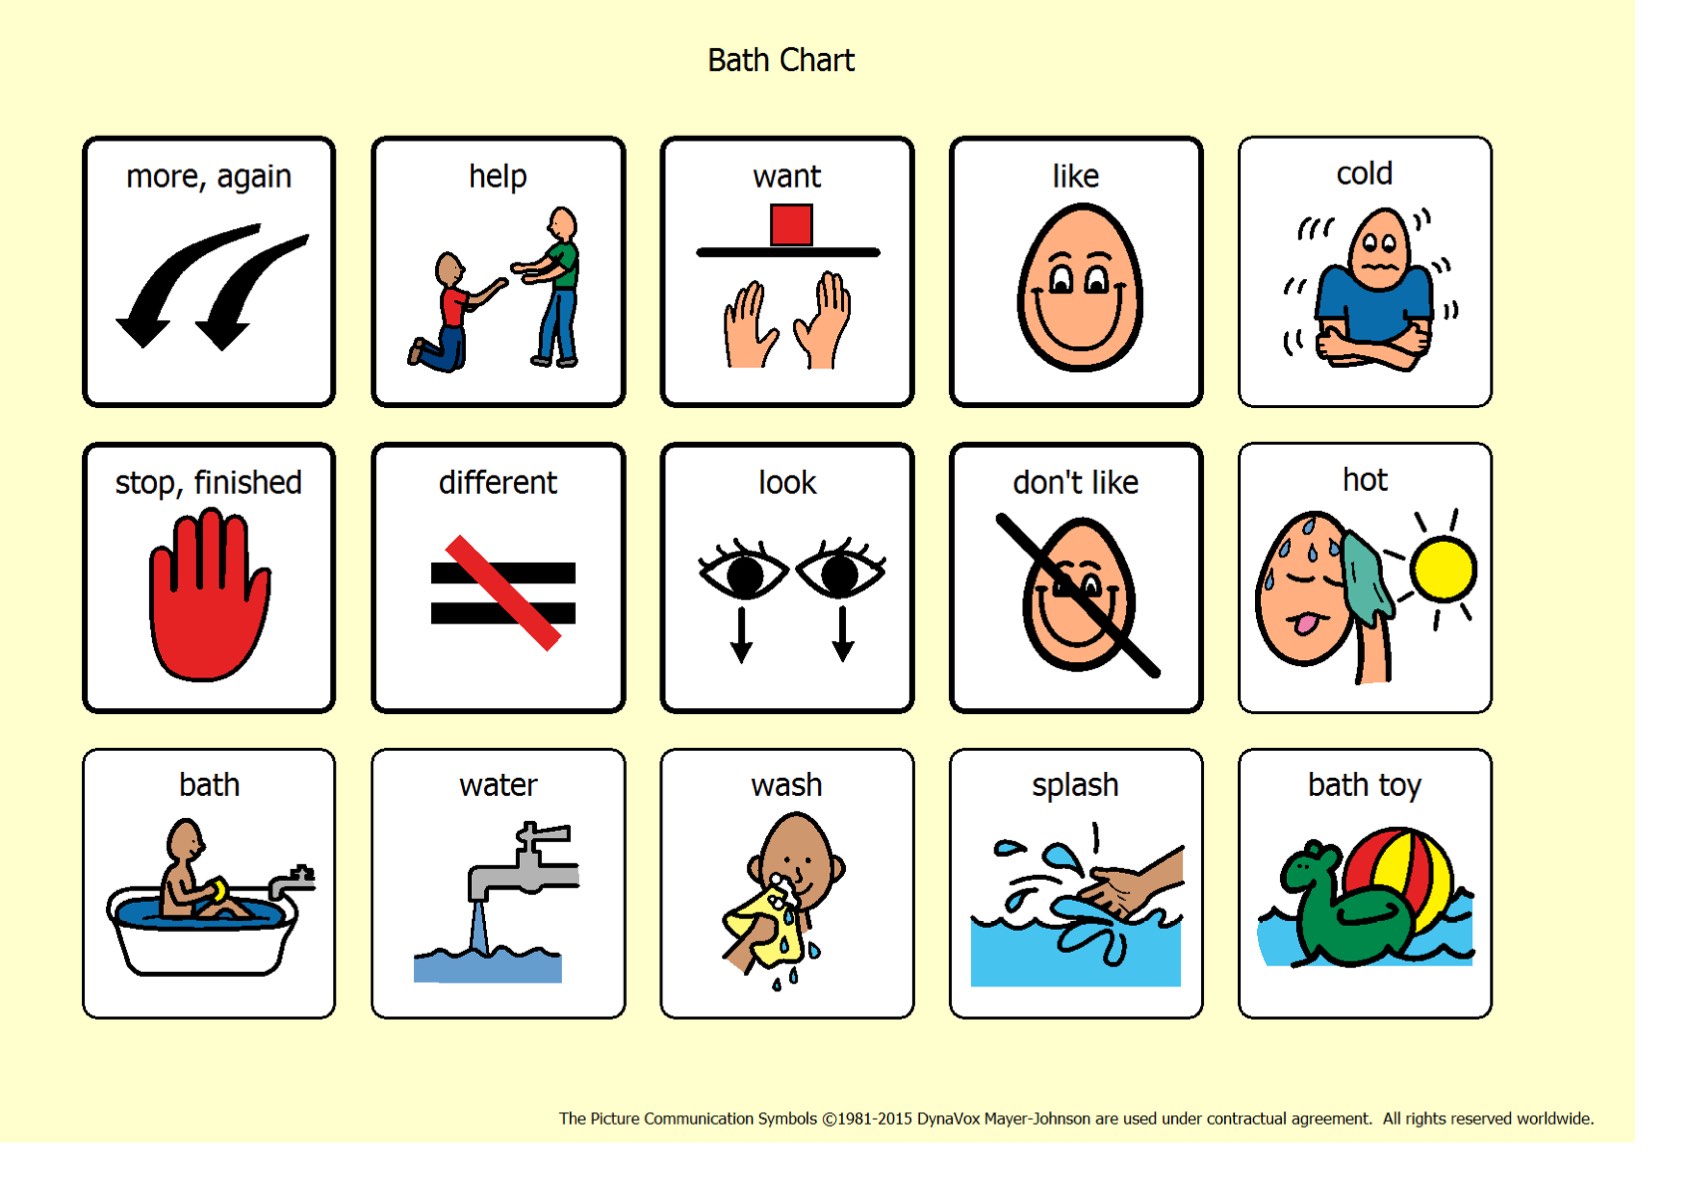 Bath Chart
more, again
help
want
like
cold
stop, finished
different
look
don't like
hot
bath
water
wash
splash
bath toy
The Picture Communication Symbols ©1981-2015 DynaVox Mayer-Johnson are used under contractual agreement.  All rights reserved worldwide.